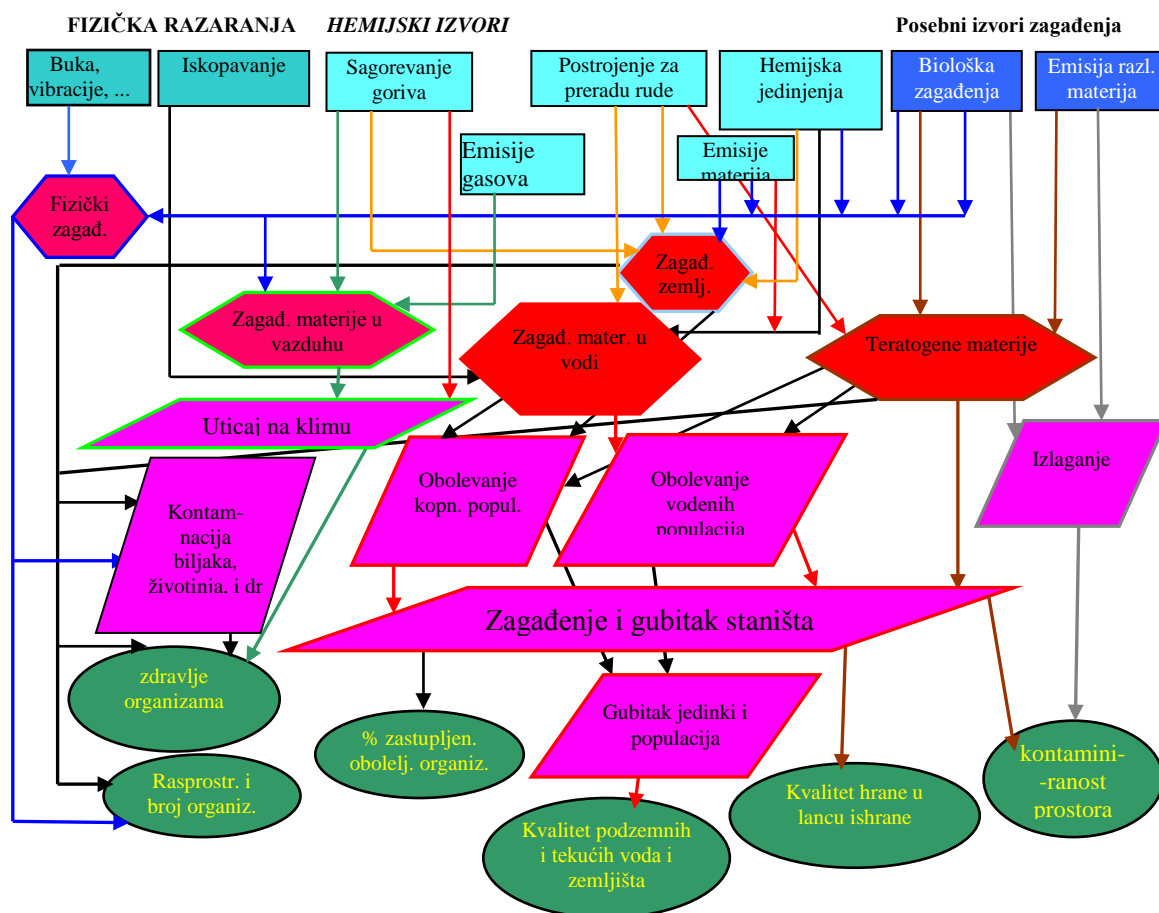 FIZIČKA RAZARANJA
HEMIJSKI IZVORI
Posebni izvori zagađenja
Buka,
vibracije, ...
Iskopavanje
Sagorevanje
goriva
Postrojenje za
preradu rude
Hemijska
jedinjenja
Biološka
zagađenja
Emisija razl.
materija
Emisije
gasova
Emisije
materija
Fizički
zagađ.
Zagađ.
zemlj.
Zagađ. materije u
vazduhu
Zagađ. mater. u
vodi
Teratogene materije
Uticaj na klimu
Obolevanje
kopn. popul.
Obolevanje
vodenih
populacija
Izlaganje
Kontam-
nacija
biljaka,
životinja. i dr
Zagađenje i gubitak staništa
zdravlje
organizama
Gubitak jedinki i
populacija
% zastupljen.
obolelj. organiz.
kontamini-
-ranost
prostora
Rasprostr. i
broj organiz.
Kvalitet hrane u
lancu ishrane
Kvalitet podzemnih
i tekućih voda i
zemljišta